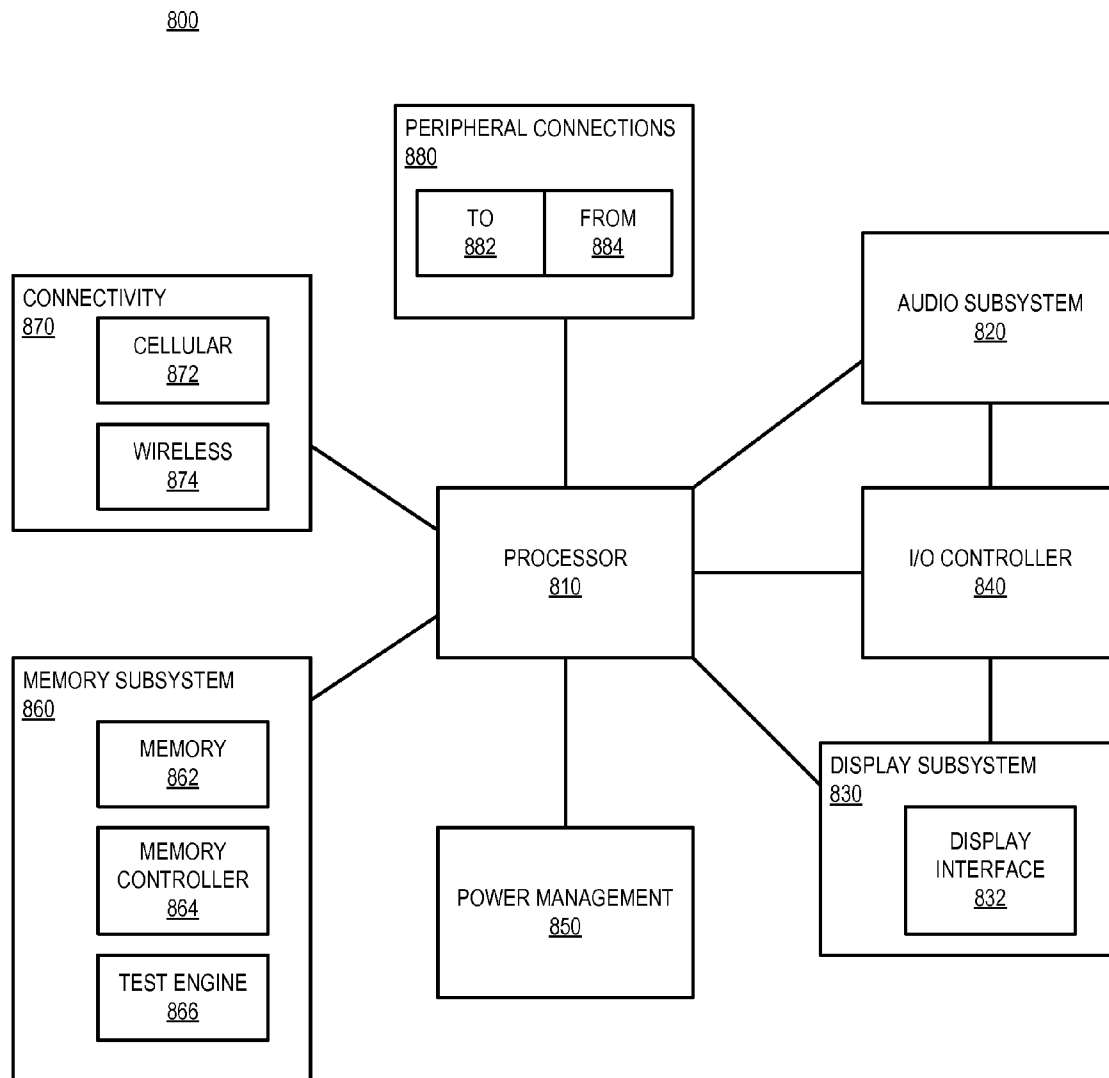 800
PERIPHERAL CONNECTIONS
880
TO
882
FROM
884
CONNECTIVITY
870
CELLULAR
872
WIRELESS
874
AUDIO SUBSYSTEM
820
PROCESSOR
810
I/O CONTROLLER
840
MEMORY SUBSYSTEM
860
MEMORY
862
MEMORY
CONTROLLER
864
TEST ENGINE
866
POWER MANAGEMENT
850
DISPLAY SUBSYSTEM
830
DISPLAY
INTERFACE
832